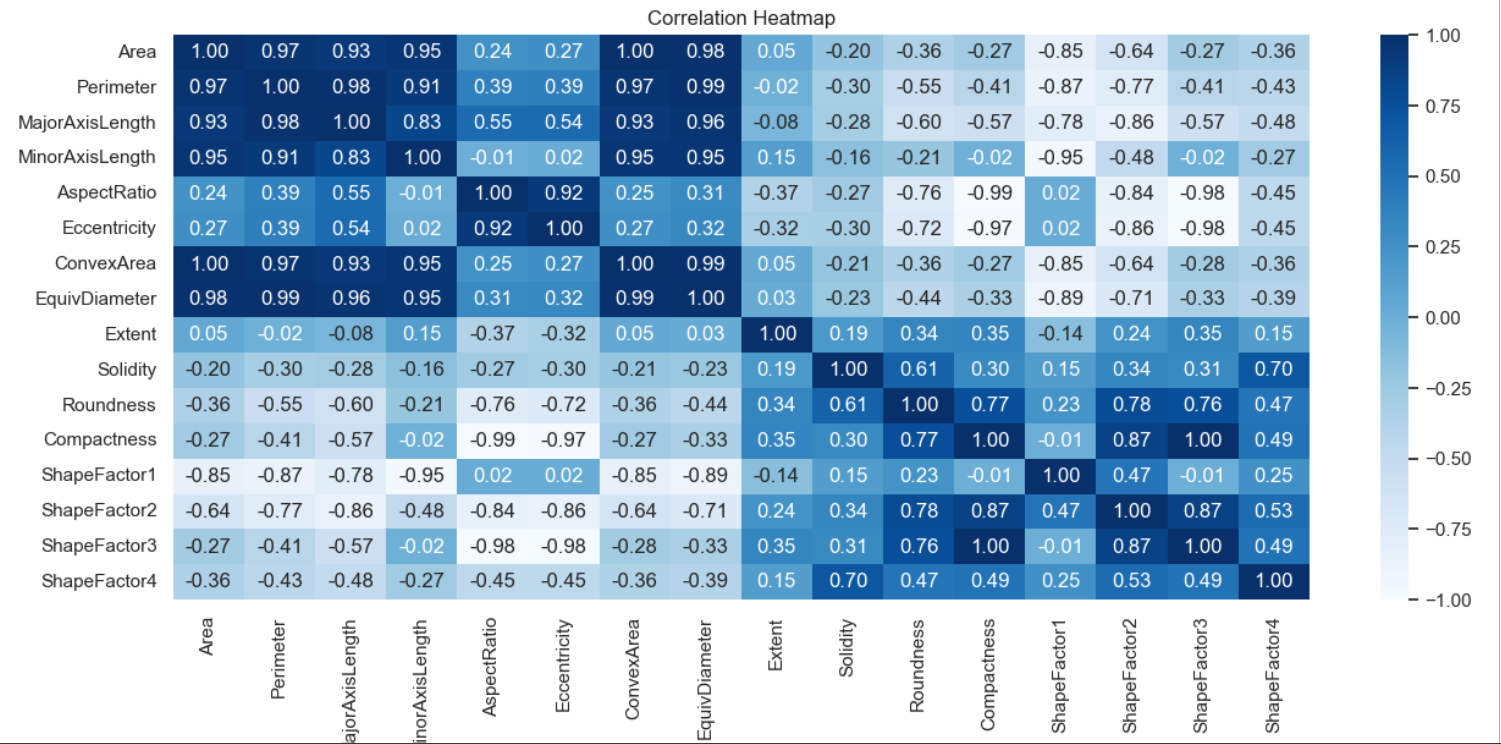 Correlation Heatmap
Area 1.00 0.97 0.93 0.95 0.24 0.27 1.00 0.98 0.05 -0.20 -0.36 -0.27 -0.85 -0.64 -0.27 -0.36
Perimeter 0.97 1.00 0.98 0.91 0.39 0.39 0.97 0.99 -0.02 -0.30 -0.55 -0.41 -0.87 -0.77 -0.41 -0.43
MajorAxisLength 0.93 0.98 1.00 0.83 0.55 0.54 0.93 0.96 -0.08 -0.28 -0.60 -0.57 -0.78 -0.86 -0.57 -0.48
MinorAxisLength 0.95 0.91 0.83 1.00 -0.01 0.02 0.95 0.95 0.15 -0.16 -0.21 -0.02 -0.95 -0.48 -0.02 -0.27
AspectRatio 0.24 0.39 0.55 -0.01 1.00 0.92 0.25 0.31 -0.37 -0.27 -0.76 -0.99 0.02 -0.84 -0.98 -0.45
Eccentricity 0.27 0.39 0.54 0.02 0.92 1.00 0.27 0.32 -0.32 -0.30 -0.72 -0.97 0.02 -0.86 -0.98 -0.45
ConvexArea 1.00 0.97 0.93 0.95 0.25 0.27 1.00 0.99 0.05 -0.21 -0.36 -0.27 -0.85 -0.64 -0.28 -0.36
EquivDiameter 0.98 0.99 0.96 0.95 0.31 0.32 0.99 1.00 0.03 -0.23 -0.44 -0.33 -0.89 -0.71 -0.33 -0.39
Extent 0.05 -0.02 -0.08 0.15 -0.37 -0.32 0.05 0.03 1.00 0.19 0.34 0.35 -0.14 0.24 0.35 0.15
Solidity -0.20 -0.30 -0.28 -0.16 -0.27 -0.30 -0.21 -0.23 0.19 1.00 0.61 0.30 0.15 0.34 0.31 0.70
Roundness -0.36 -0.55 -0.60 -0.21 -0.76 -0.72 -0.36 -0.44 0.34 0.61 1.00 0.77 0.23 0.78 0.76 0.47
Compactness -0.27 -0.41 -0.57 -0.02 -0.99 -0.97 -0.27 -0.33 0.35 0.30 0.77 1.00 -0.01 0.87 1.00 0.49
ShapeFactor1 -0.85 -0.87 -0.78 -0.95 0.02 0.02 -0.85 -0.89 -0.14 0.15 0.23 -0.01 1.00 0.47 -0.01 0.25
ShapeFactor2 -0.64 -0.77 -0.86 -0.48 -0.84 -0.86 -0.64 -0.71 0.24 0.34 0.78 0.87 0.47 1.00 0.87 0.53
ShapeFactor3 -0.27 -0.41 -0.57 -0.02 -0.98 -0.98 -0.28 -0.33 0.35 0.31 0.76 1.00 -0.01 0.87 1.00 0.49
ShapeFactor4 -0.36 -0.43 -0.48 -0.27 -0.45 -0.45 -0.36 -0.39 0.15 0.70 0.47 0.49 0.25 0.53 0.49 1.00
Area
Perimeter
ajorAxisLength
inorAxisLength
AspectRatio
Eccentricity
ConvexArea
EquivDiameter
Extent
Solidity
Roundness
Compactness
ShapeFactor1
ShapeFactor2
ShapeFactor3
ShapeFactor4
1.00
0.75
0.50
0.25
0.00
−0.25
−0.50
−0.75
−1.00